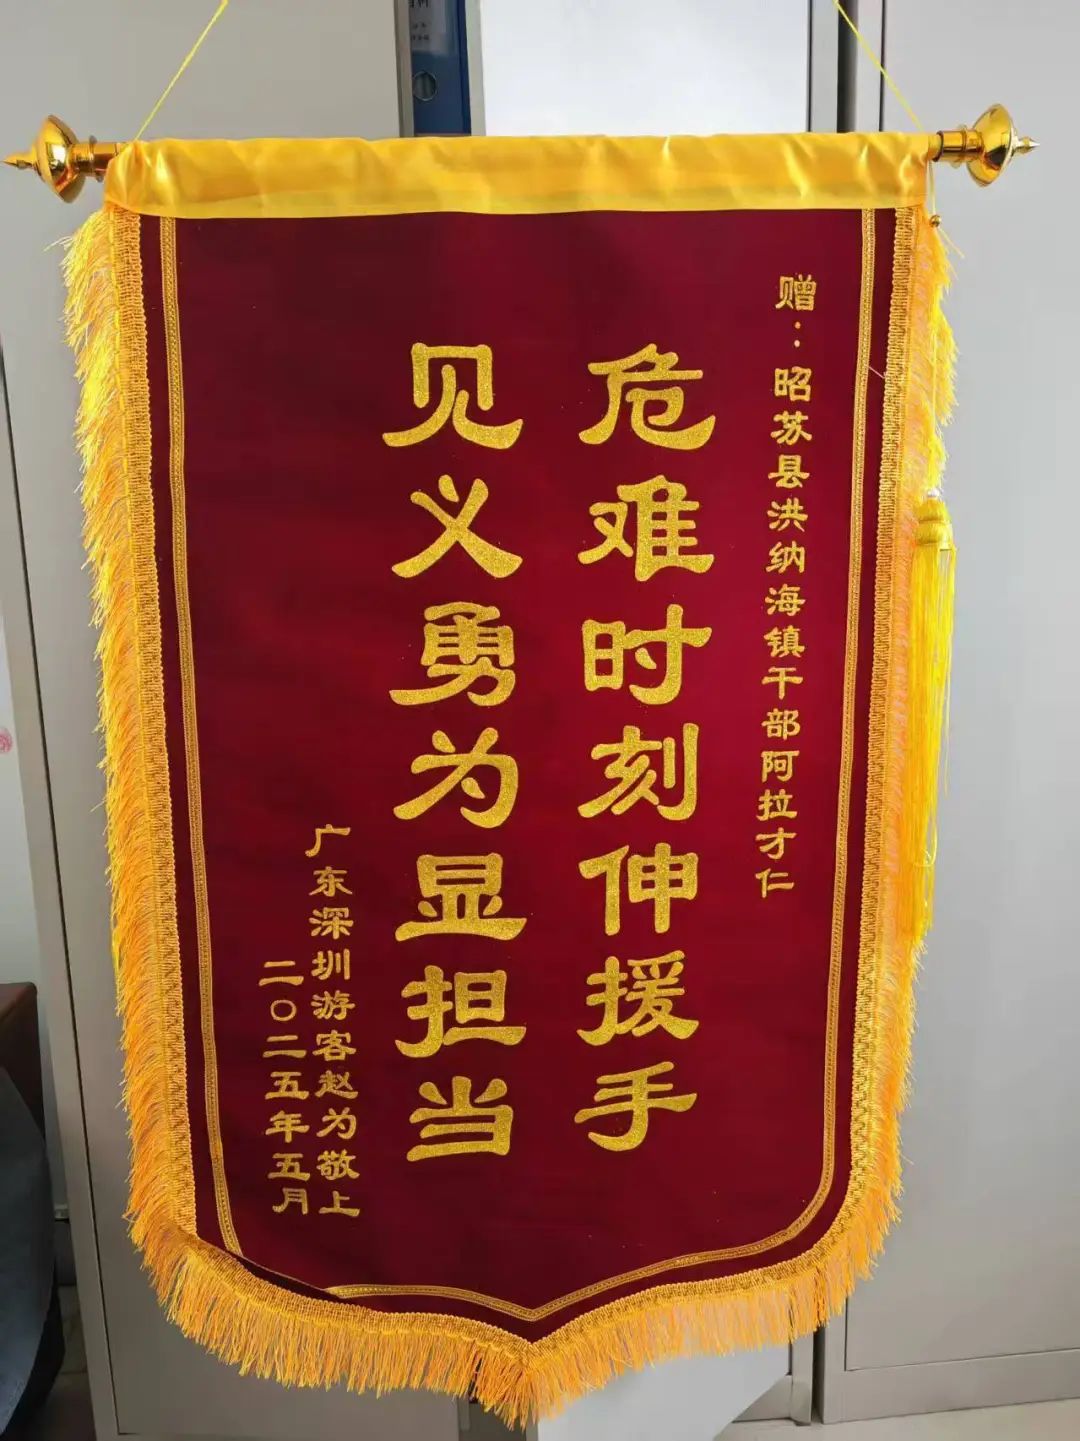 赠：昭苏县洪纳海镇干部阿拉才仁
危难时刻伸援手
见义勇为显担当
广东深圳游客赵为敬上
二〇二五年五月